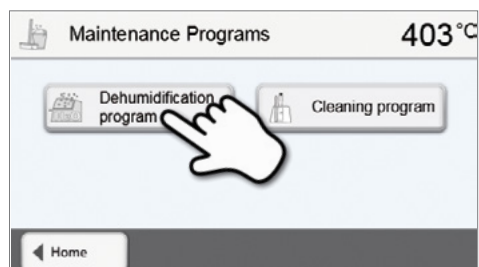 Maintenance Programs 403°C
Dehumidification
program
Cleaning program
Home